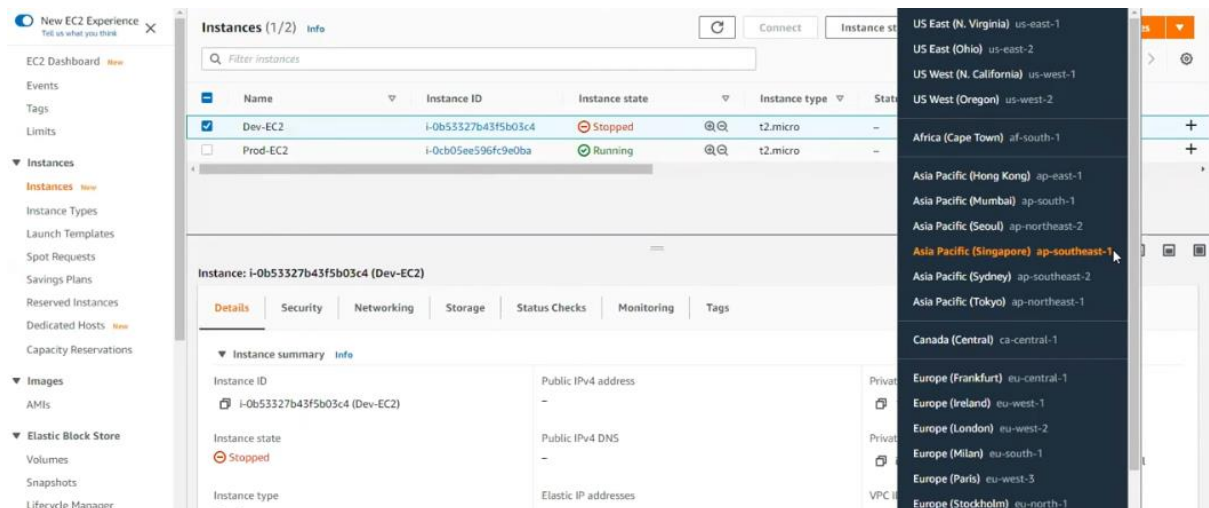 New EC2 Experience
Tell us what you think
EC2 Dashboard New
Events
Tags
Limits
Instances
Instances New
Instance Types
Launch Templates
Spot Requests
Savings Plans
Reserved Instances
Dedicated Hosts New
Capacity Reservations
Images
AMIs
Elastic Block Store
Volumes
Snapshots
Lifecycle Manager
Instances (1/2) Info
Connect
Instance st
Filter instances
Name Instance ID Instance state Instance type Statu
Dev-EC2 i-0b53327b43f5b03c4 Stopped t2.micro –
Prod-EC2 i-0cb05ee596fc9e0ba Running t2.micro –
Instance: i-0b53327b43f5b03c4 (Dev-EC2)
Details Security Networking Storage Status Checks Monitoring Tags
Instance summary Info
Instance ID Public IPv4 address Privat
i-0b53327b43f5b03c4 (Dev-EC2) –
Instance state Public IPv4 DNS Privat
Stopped –
Instance type Elastic IP addresses
US East (N. Virginia) us-east-1
US East (Ohio) us-east-2
US West (N. California) us-west-1
US West (Oregon) us-west-2
Africa (Cape Town) af-south-1
Asia Pacific (Hong Kong) ap-east-1
Asia Pacific (Mumbai) ap-south-1
Asia Pacific (Seoul) ap-northeast-2
Asia Pacific (Singapore) ap-southeast-1
Asia Pacific (Sydney) ap-southeast-2
Asia Pacific (Tokyo) ap-northeast-1
Canada (Central) ca-central-1
Europe (Frankfurt) eu-central-1
Europe (Ireland) eu-west-1
Europe (London) eu-west-2
Europe (Milan) eu-south-1
Europe (Paris) eu-west-3
Europe (Stockholm) eu-north-1